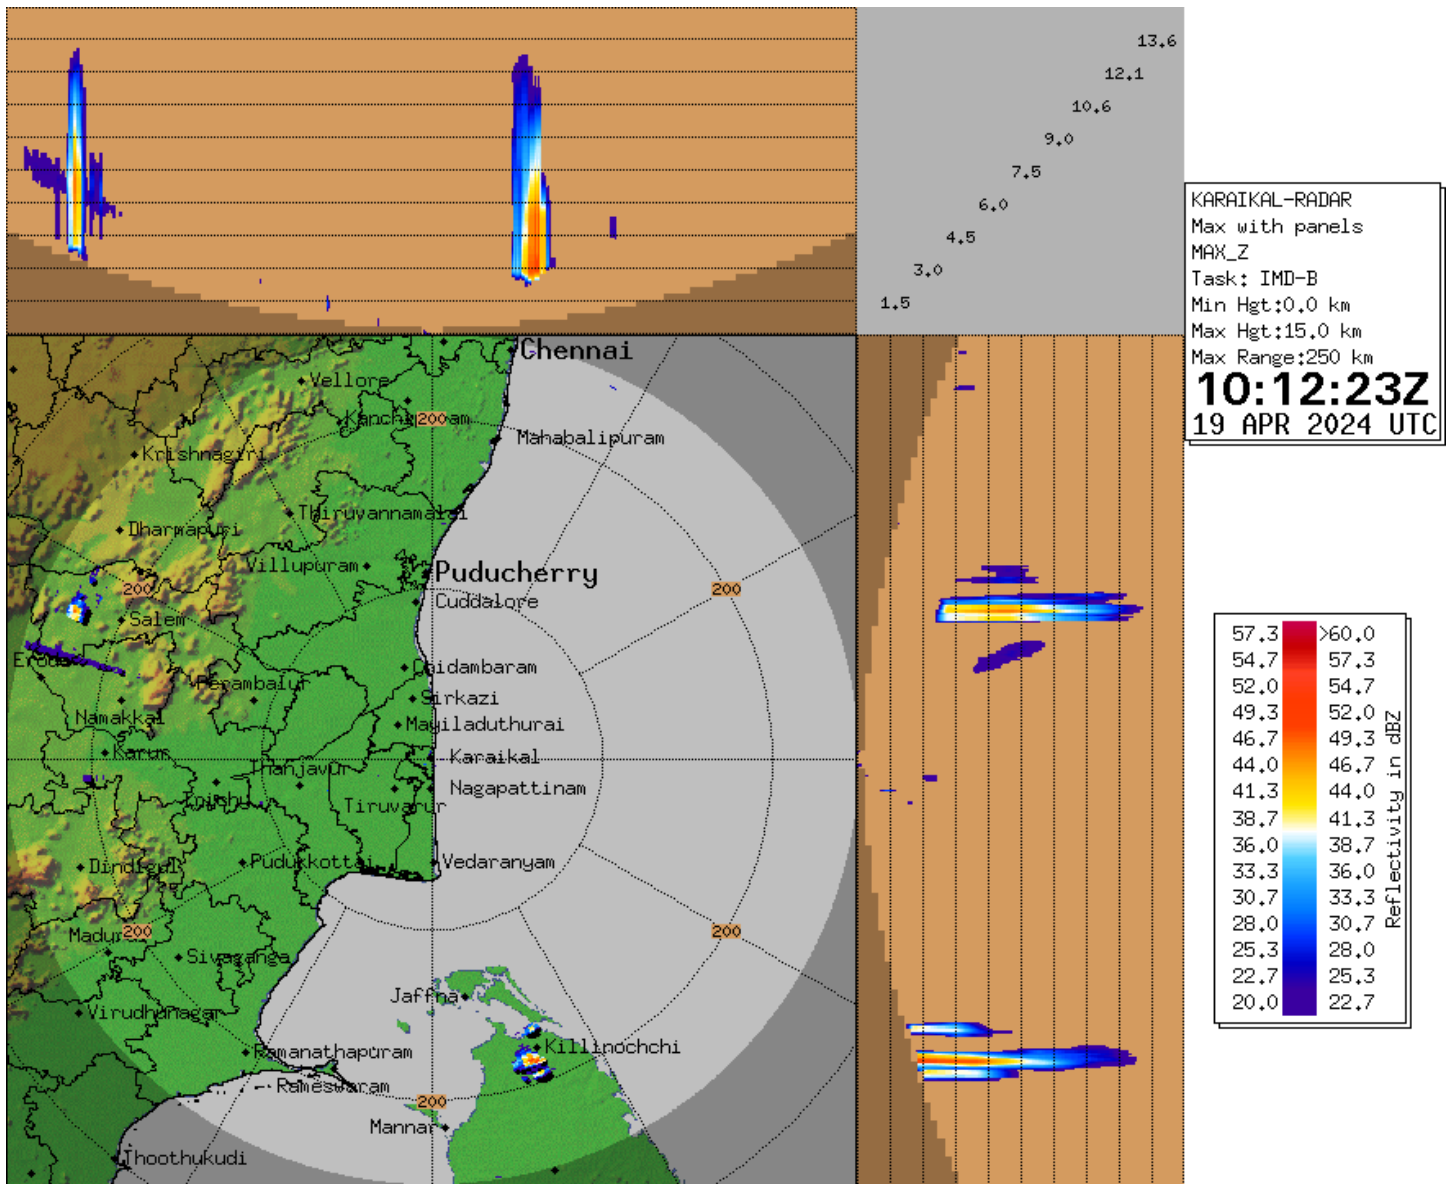 13.6
12.1
10.6
9.0
7.5
6.0
4.5
3.0
1.5
KARAIKAL-RADAR
Max with panels
MAX_Z
Task: IMD-B
Min Hgt:0.0 km
Max Hgt:15.0 km
Max Range:250 km
10:12:23Z
19 APR 2024 UTC
Chennai
Vellore
200
Mahabalipuram
Krishnagiri
Thiruvannamalai
Dharmapuri
Villupuram
Puducherry
200
200
Cuddalore
Salem
Chidambaram
Perambalur
Sirkazi
Namakkal
Mayiladuthurai
Karur
Karaikal
Thanjavur
Nagapattinam
Tiruvarur
Dindigul
Pudukkottai
Vedaranyam
200
200
Sivaganga
Jaffna
Virudhunagar
Ramanathapuram
Killinochchi
Rameswaram
200
Mannar
Thoothukudi
57.3 >60.0
54.7 57.3
52.0 54.7
49.3 52.0
46.7 49.3
44.0 46.7
41.3 44.0
38.7 41.3
36.0 38.7
33.3 36.0
30.7 33.3
28.0 30.7
25.3 28.0
22.7 25.3
20.0 22.7
Reflectivity in dBZ